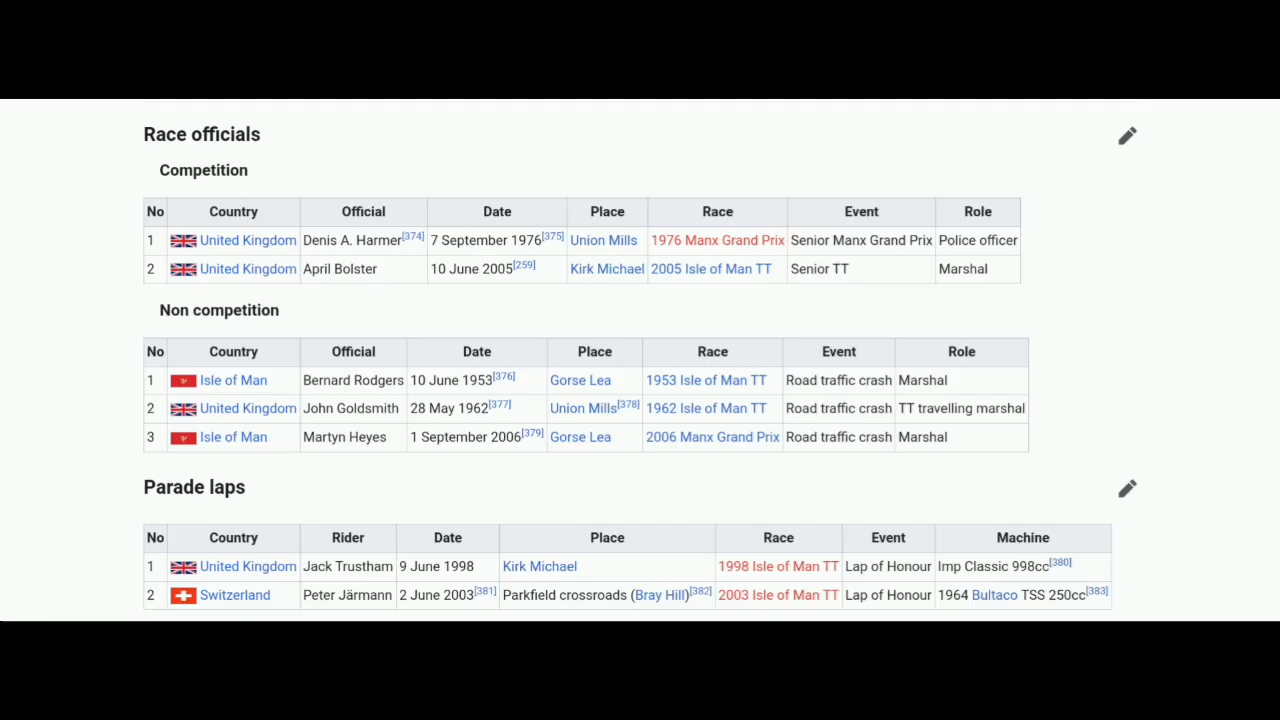 Race officials
Competition
No Country Official Date Place Race Event Role
1 United Kingdom Denis A. Harmer[374] 7 September 1976[375] Union Mills 1976 Manx Grand Prix Senior Manx Grand Prix Police officer
2 United Kingdom April Bolster 10 June 2005[259] Kirk Michael 2005 Isle of Man TT Senior TT Marshal
Non competition
No Country Official Date Place Race Event Role
1 Isle of Man Bernard Rodgers 10 June 1953[376] Gorse Lea 1953 Isle of Man TT Road traffic crash Marshal
2 United Kingdom John Goldsmith 28 May 1962[377] Union Mills[378] 1962 Isle of Man TT Road traffic crash TT travelling marshal
3 Isle of Man Martyn Heyes 1 September 2006[379] Gorse Lea 2006 Manx Grand Prix Road traffic crash Marshal
Parade laps
No Country Rider Date Place Race Event Machine
1 United Kingdom Jack Trustham 9 June 1998 Kirk Michael 1998 Isle of Man TT Lap of Honour Imp Classic 998cc[380]
2 Switzerland Peter Järmann 2 June 2003[381] Parkfield crossroads (Bray Hill)[382] 2003 Isle of Man TT Lap of Honour 1964 Bultaco TSS 250cc[383]